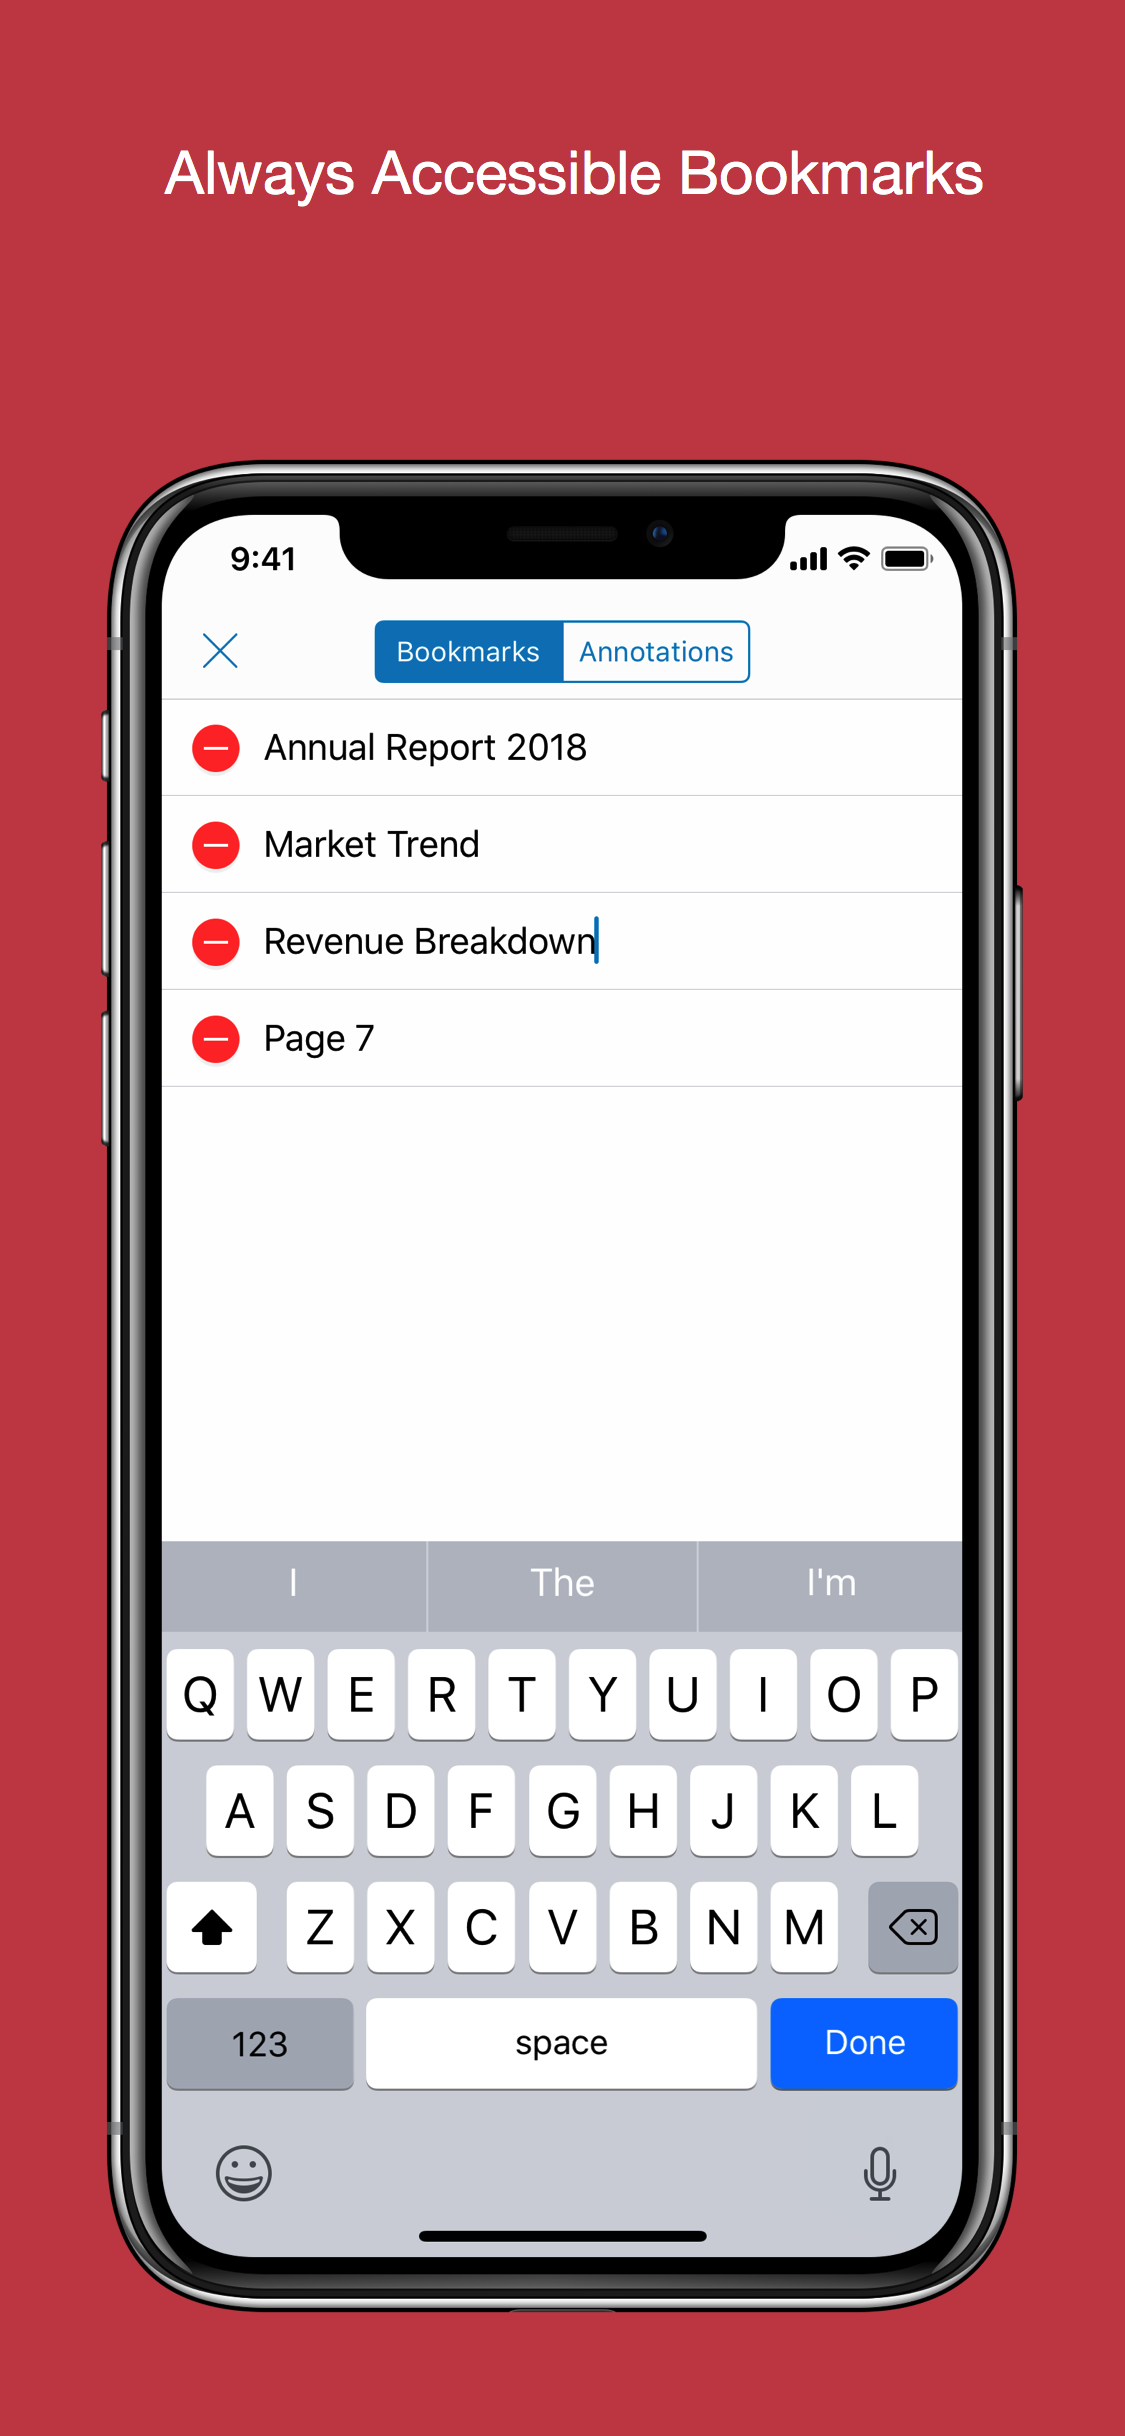 Always Accessible Bookmarks
9:41
Bookmarks Annotations
Annual Report 2018
Market Trend
Revenue Breakdown
Page 7
I The I'm
Q W E R T Y U I O P
A S D F G H J K L
Z X C V B N M
123 space Done